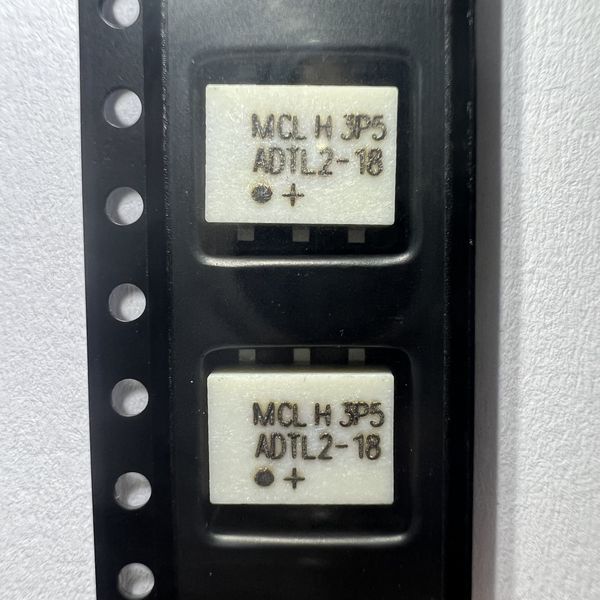 MCL H 3P5
ADTL2-18
+
MCL H 3P5
ADTL2-18
+